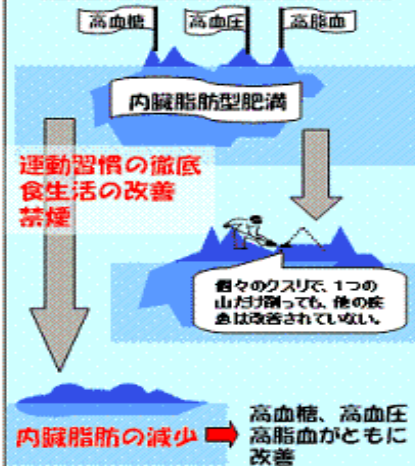 高血糖
高血圧
高脂血
内臓脂肪型肥満
運動習慣の徹底
食生活の改善
禁煙
個々のクスリで、1つの
山だけ削っても、他の疾
患は改善されていない。
内臓脂肪の減少
高血糖、高血圧
高脂血がともに
改善